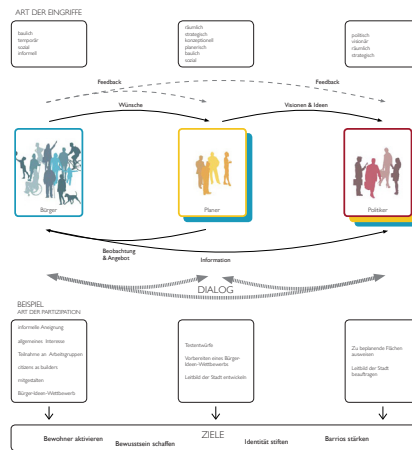 ART DER EINGRIFFE
baulich
temporär
sozial
informell
räumlich
strategisch
konzeptionell
planerisch
baulich
sozial
politisch
visionär
räumlich
strategisch
Feedback
Feedback
Wünsche
Visionen & Ideen
Bürger
Planer
Politiker
Beobachtung
& Angebot
Information
DIALOG
BEISPIEL
ART DER PARTIZIPATION
informelle Aneignung
allgemeines Interesse
Teilnahme an Arbeitsgruppen
citizens as builders
mitgestalten
Bürger-Ideen-Wettbewerb
Testentwürfe
Vorbereiten eines Bürger-
Ideen-Wettbewerbs
Leitbild der Stadt entwickeln
Zu beplanende Flächen
ausweisen
Leitbild der Stadt
beauftragen
ZIELE
Bewohner aktivieren
Bewusstsein schaffen
Identität stiften
Barrios stärken